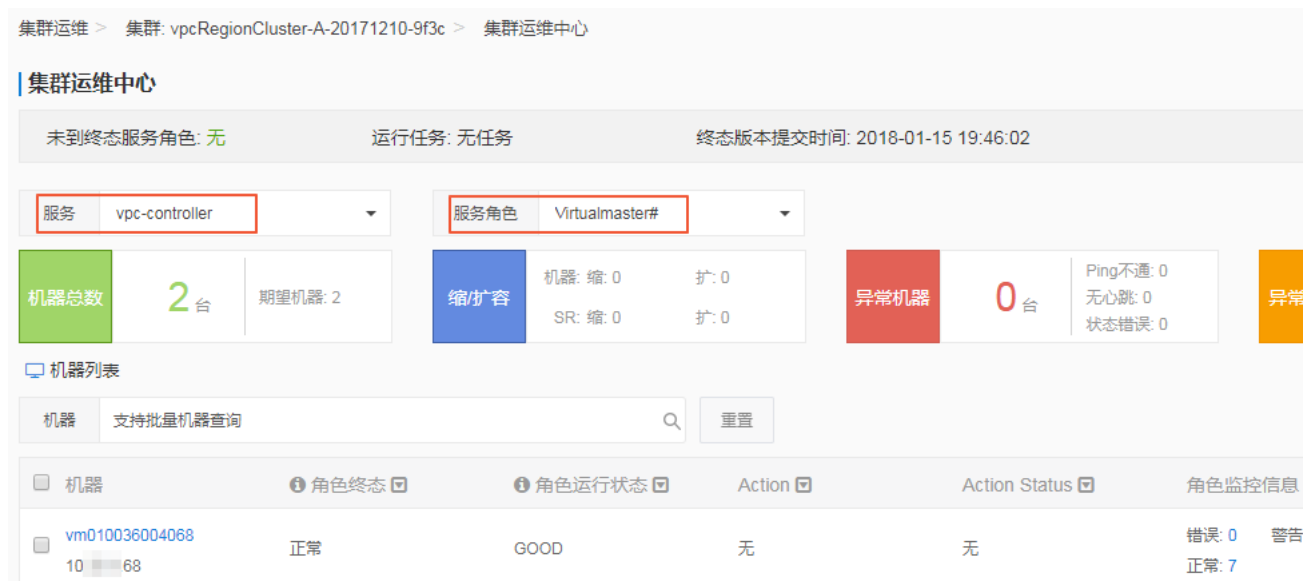 集群运维 > 集群: vpcRegionCluster-A-20171210-9f3c > 集群运维中心
集群运维中心
未到终态服务角色: 无 运行任务: 无任务 终态版本提交时间: 2018-01-15 19:46:02
服务 vpc-controller 服务角色 Virtualmaster#
机器总数 2 台 期望机器: 2 缩/扩容 机器: 缩: 0 扩: 0 SR: 缩: 0 扩: 0 异常机器 0 台 Ping不通: 0 无心跳: 0 状态错误: 0 异常
机器列表
机器 支持批量机器查询 重置
机器 角色终态 角色运行状态 Action Action Status 角色监控信息
vm010036004068 正常 GOOD 无 无 错误: 0 警告
10 68 正常: 7